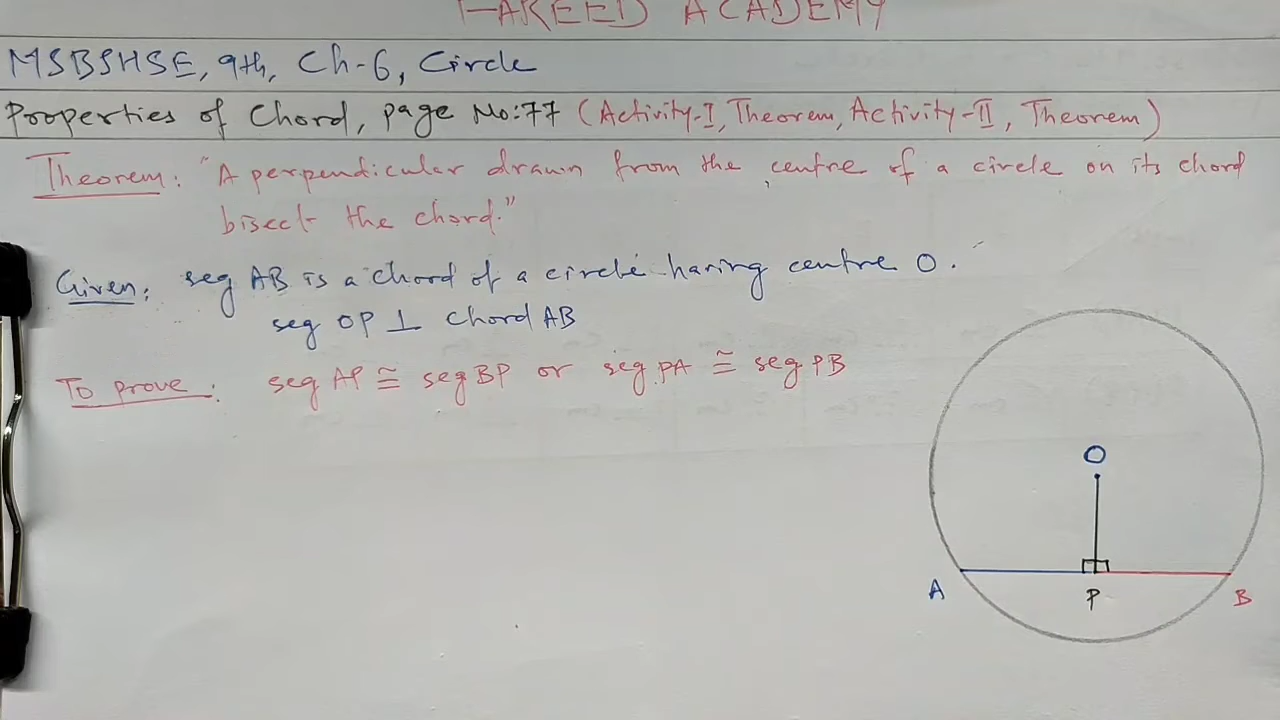 FAREED ACADEMY
MSBSHSE, 9th, Ch-6, Circle
Properties of Chord, page No:77 (Activity-I, Theorem, Activity-II, Theorem)
Theorem: "A perpendicular drawn from the centre of a circle on its chord
bisect the chord."
Given: seg AB is a chord of a circle having centre O.
seg OP ⊥ chord AB
To prove: seg AP ≅ seg BP or seg PA ≅ seg PB
O
A
P
B